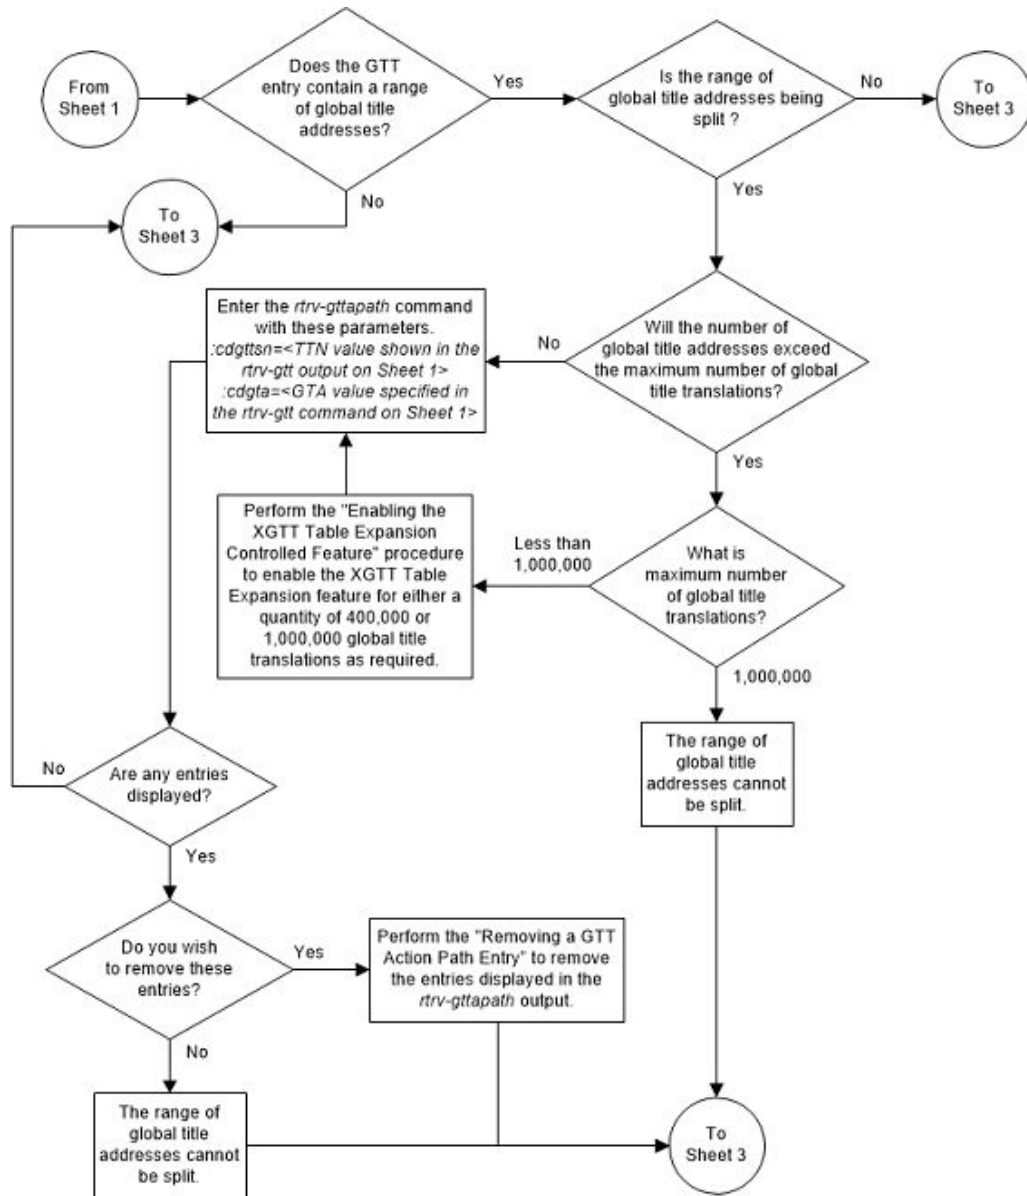 From
Sheet 1
Does the GTT
entry contain a range
of global title
addresses?
Yes
Is the range of
global title addresses being
split ?
No
To
Sheet 3
No
Yes
To
Sheet 3
Enter the rtrv-gttapath command
with these parameters.
:cdgttsn=<TTN value shown in the
rtrv-gtt output on Sheet 1>
:cdgta=<GTA value specified in
the rtrv-gtt command on Sheet 1>
No
Will the number of
global title addresses exceed
the maximum number of global
title translations?
Yes
Perform the "Enabling the
XGTT Table Expansion
Controlled Feature" procedure
to enable the XGTT Table
Expansion feature for either a
quantity of 400,000 or
1,000,000 global title
translations as required.
Less than
1,000,000
What is
maximum number
of global title
translations?
1,000,000
The range of
global title
addresses cannot
be split.
No
Are any entries
displayed?
Yes
Do you wish
to remove these
entries?
Yes
Perform the "Removing a GTT
Action Path Entry" to remove
the entries displayed in the
rtrv-gttapath output.
No
The range of
global title
addresses cannot
be split.
To
Sheet 3